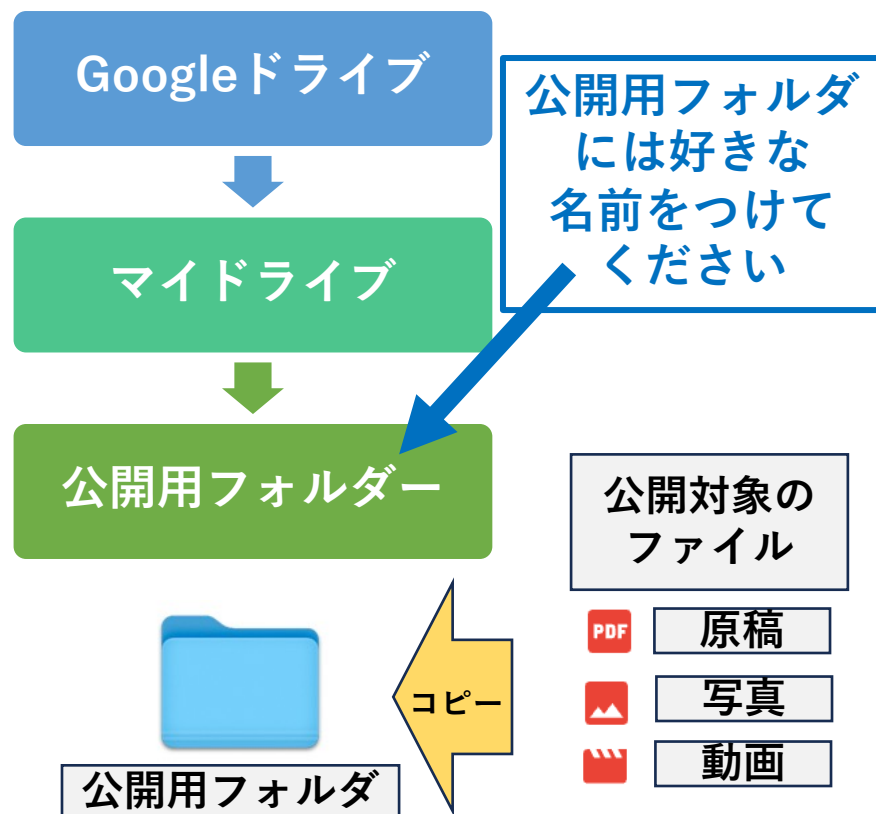 Googleドライブ
公開用フォルダ
には好きな
名前をつけて
ください
マイドライブ
公開用フォルダー
公開対象の
ファイル
PDF
原稿
写真
コピー
動画
公開用フォルダ